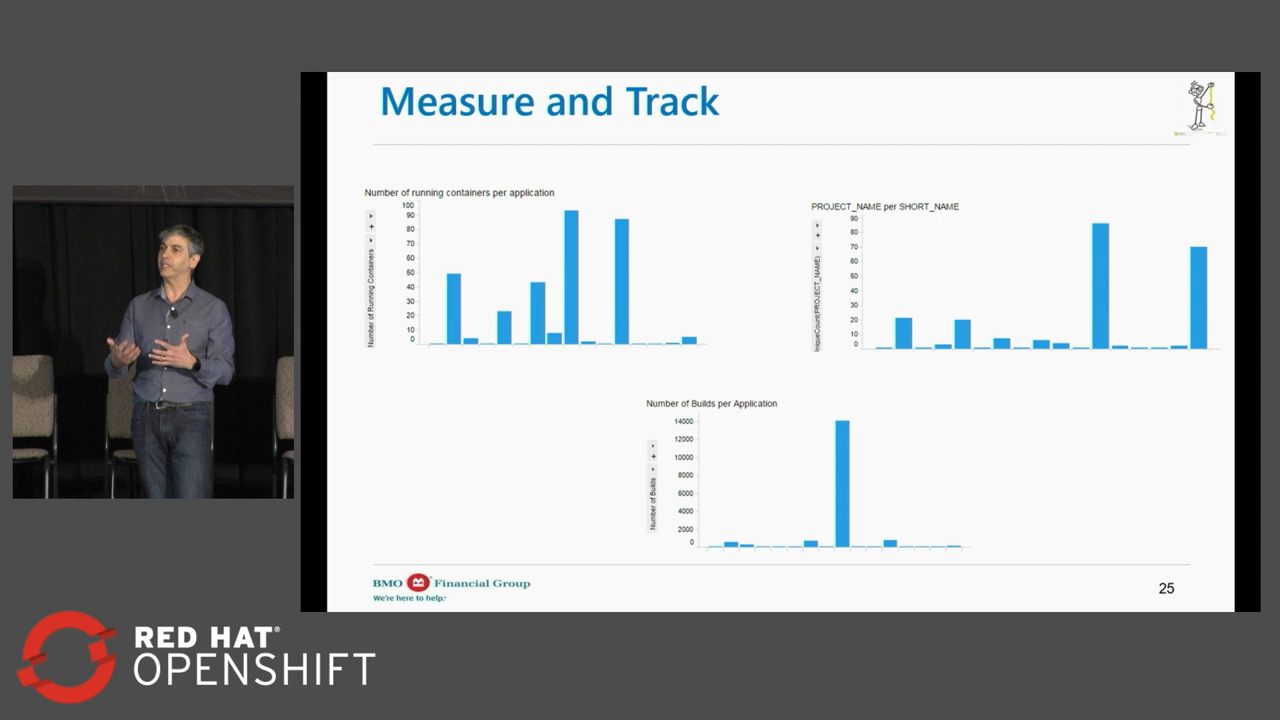 Measure and Track
Number of running containers per application
100
90
80
70
60
50
40
30
20
10
0
Number of Running Containers
PROJECT_NAME per SHORT_NAME
90
80
70
60
50
40
30
20
10
0
UniqueCount(PROJECT_NAME)
Number of Builds per Application
14000
12000
10000
8000
6000
4000
2000
0
Number of Builds
BMO Financial Group
We're here to help.
25
RED HAT®
OPENSHIFT